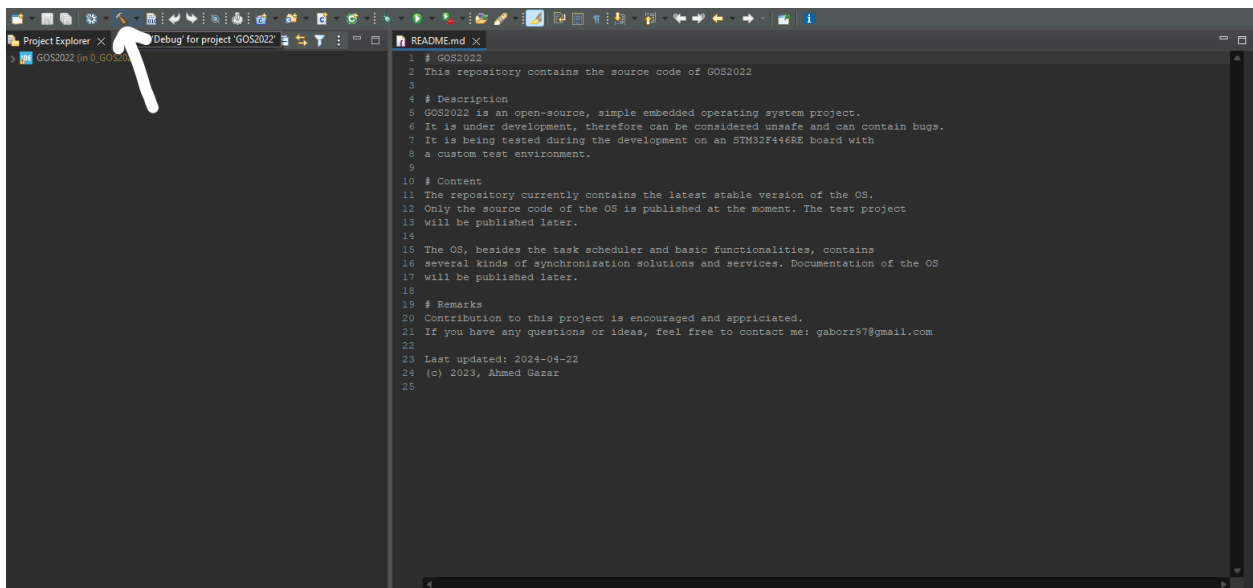 'Debug' for project 'GOS2022'
Project Explorer
README.md
GOS2022 (in 0_GOS20
1 # GOS2022
2 This repository contains the source code of GOS2022
3
4 # Description
5 GOS2022 is an open-source, simple embedded operating system project.
6 It is under development, therefore can be considered unsafe and can contain bugs.
7 It is being tested during the development on an STM32F446RE board with
8 a custom test environment.
9
10 # Content
11 The repository currently contains the latest stable version of the OS.
12 Only the source code of the OS is published at the moment. The test project
13 will be published later.
14
15 The OS, besides the task scheduler and basic functionalities, contains
16 several kinds of synchronization solutions and services. Documentation of the OS
17 will be published later.
18
19 # Remarks
20 Contribution to this project is encouraged and appriciated.
21 If you have any questions or ideas, feel free to contact me: gaborr97@gmail.com
22
23 Last updated: 2024-04-22
24 (c) 2023, Ahmed Gazar
25